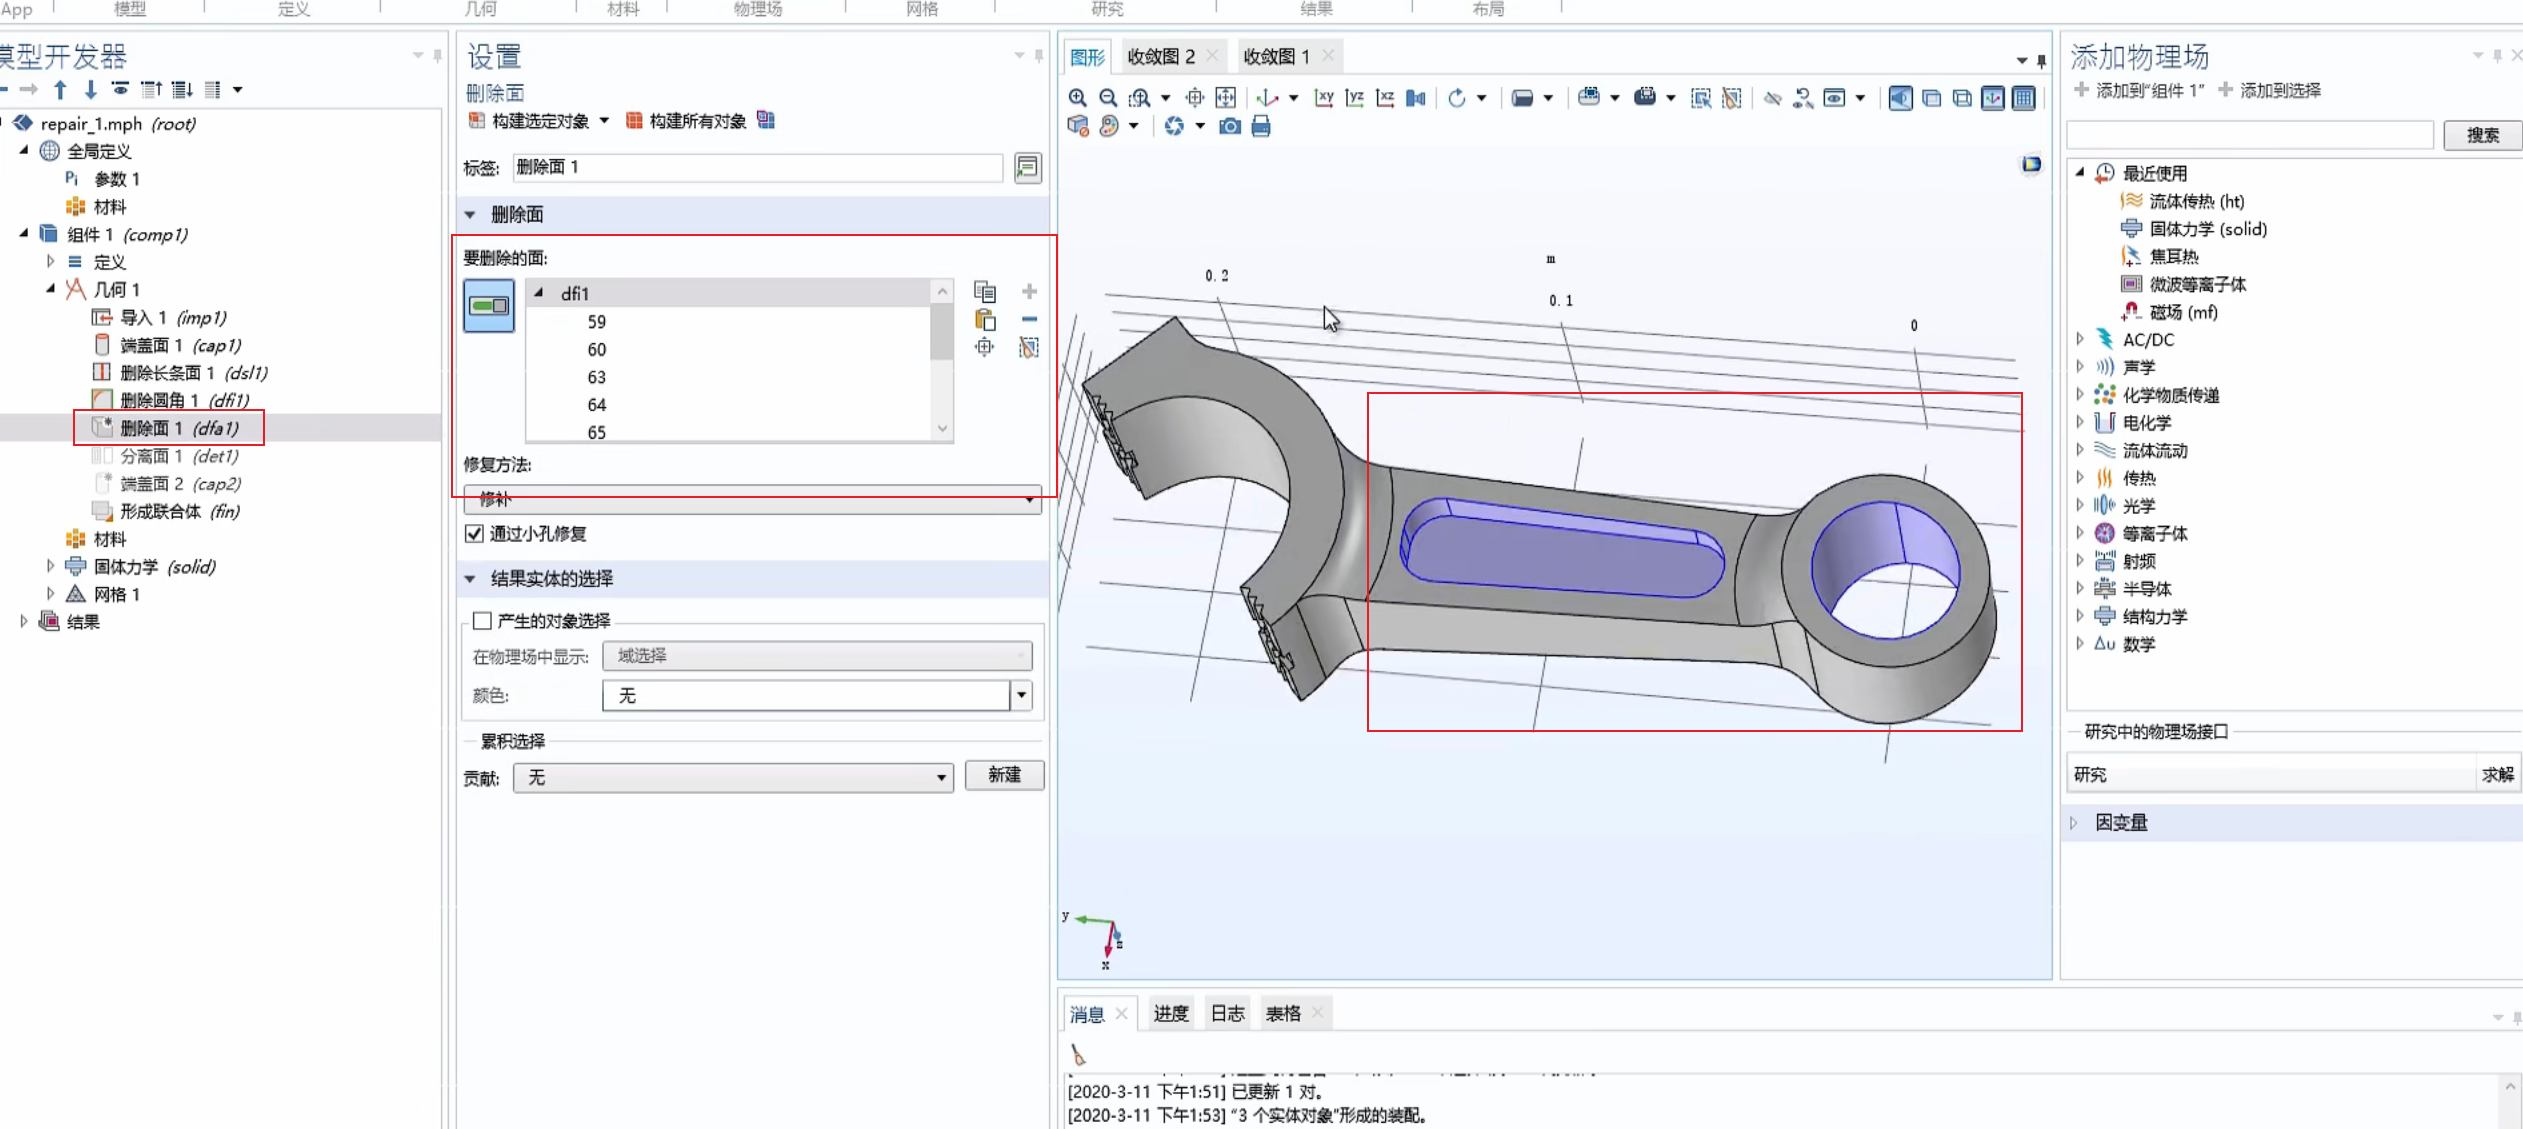 App
模型
定义
几何
材料
物理场
网格
研究
结果
布局
模型开发器
repair_1.mph (root)
全局定义
Pi 参数 1
材料
组件 1 (comp1)
定义
几何 1
导入 1 (imp1)
端盖面 1 (cap1)
删除长条面 1 (dsl1)
删除圆角 1 (dfi1)
删除面 1 (dfa1)
分离面 1 (det1)
端盖面 2 (cap2)
形成联合体 (fin)
材料
固体力学 (solid)
网格 1
结果
设置
删除面
构建选定对象
构建所有对象
标签: 删除面 1
删除面
要删除的面:
dfi1
59
60
63
64
65
修复方法:
修补
通过小孔修复
结果实体的选择
产生的对象选择
在物理场中显示: 域选择
颜色: 无
累积选择
贡献: 无 新建
图形
收敛图 2
收敛图 1
xy yz xz
m
0.2
0.1
0
y
z
x
消息
进度
日志
表格
[2020-3-11 下午1:51] 已更新 1 对。
[2020-3-11 下午1:53] "3 个实体对象"形成的装配。
添加物理场
添加到"组件 1"
添加到选择
搜索
最近使用
流体传热 (ht)
固体力学 (solid)
焦耳热
微波等离子体
磁场 (mf)
AC/DC
声学
化学物质传递
电化学
流体流动
传热
光学
等离子体
射频
半导体
结构力学
Δu 数学
研究中的物理场接口
研究 求解
因变量